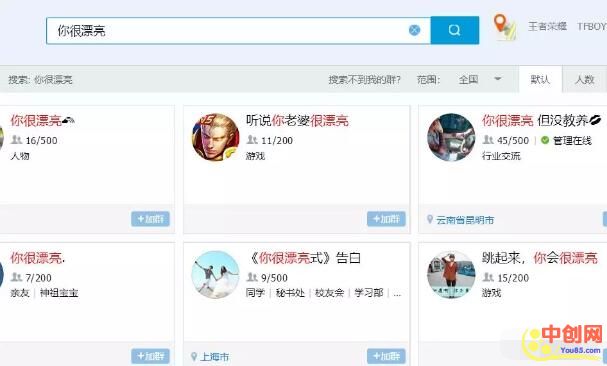 你很漂亮
王者荣耀 TFBOY
搜索: 你很漂亮 搜索不到我的群? 范围: 全国 默认 人数
你很漂亮
16/500
人物
+加群
听说你老婆很漂亮
11/200
游戏
+加群
你很漂亮 但没教养
45/500 管理在线
行业交流
云南省昆明市
你很漂亮.
7/200
亲友 | 神祖宝宝
+加群
《你很漂亮式》告白
9/500
同学 | 秘书处 | 校友会 | 学习部 | ...
上海市
+加群
跳起来，你会很漂亮
15/200
游戏
中创网
You85.com